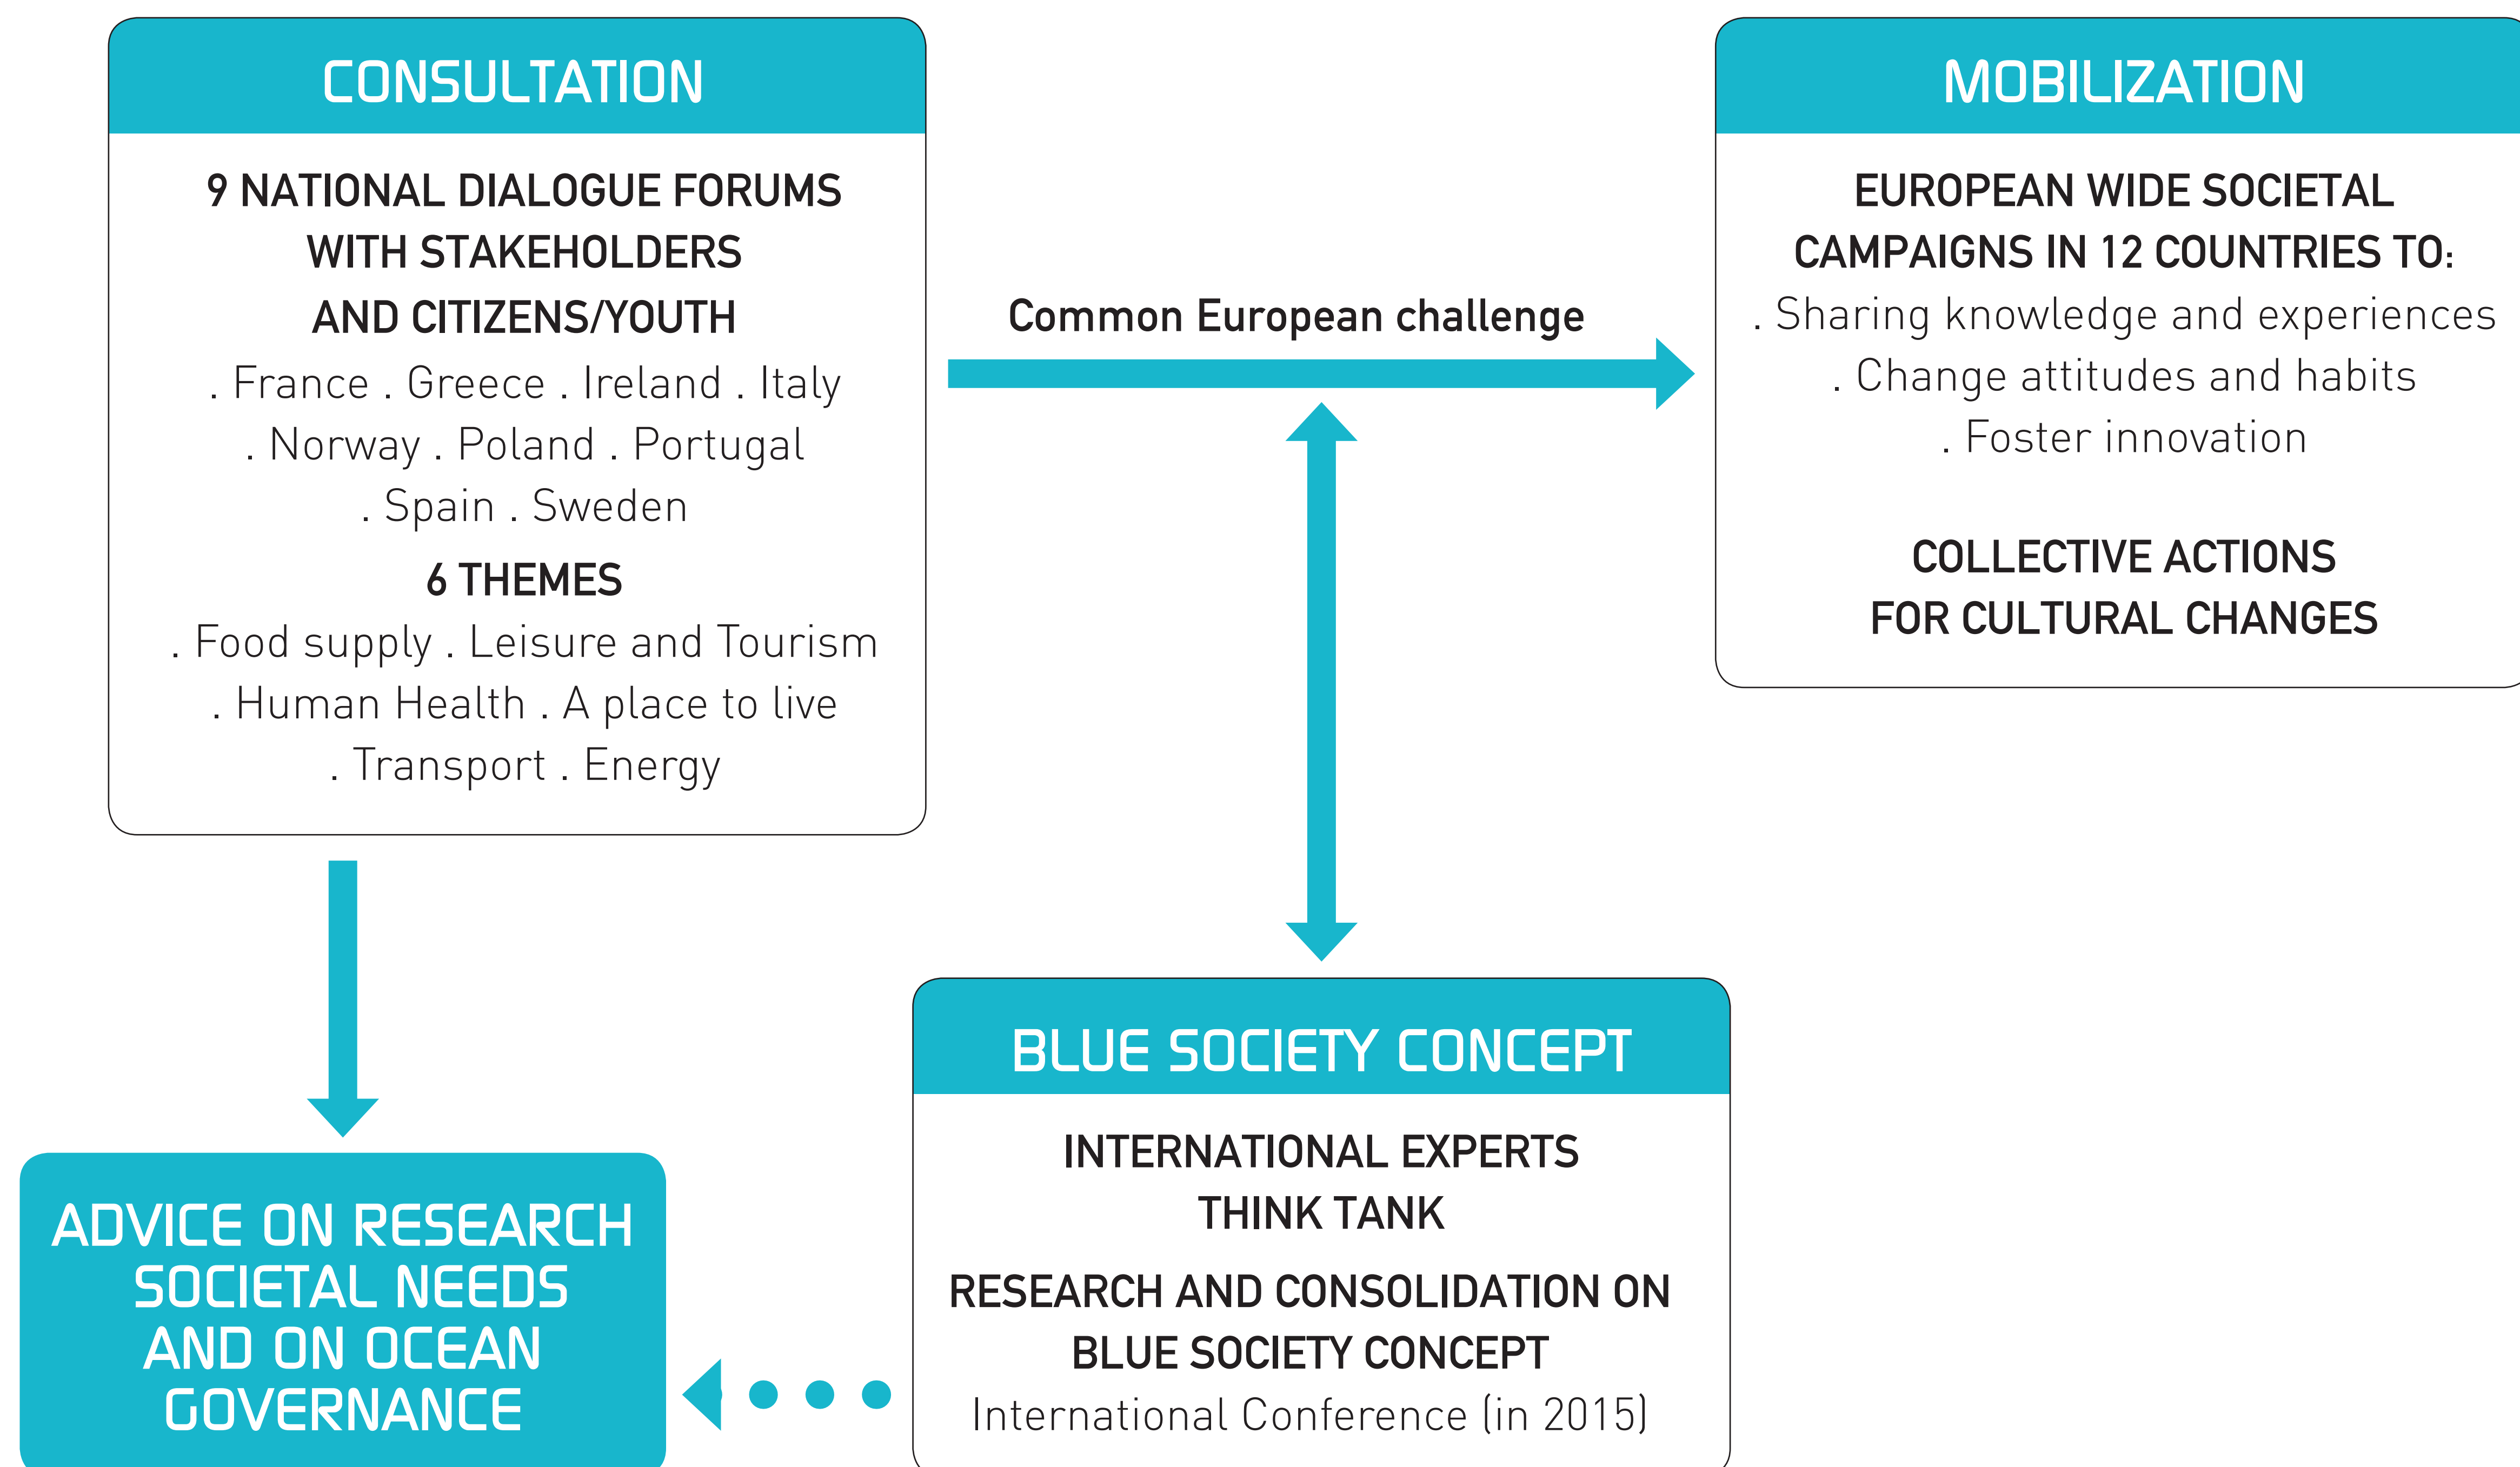 CONSULTATION
9 NATIONAL DIALOGUE FORUMS
WITH STAKEHOLDERS
AND CITIZENS/YOUTH
. France . Greece . Ireland . Italy
. Norway . Poland . Portugal
. Spain . Sweden
6 THEMES
. Food supply . Leisure and Tourism
. Human Health . A place to live
. Transport . Energy
Common European challenge
MOBILIZATION
EUROPEAN WIDE SOCIETAL
CAMPAIGNS IN 12 COUNTRIES TO:
. Sharing knowledge and experiences
. Change attitudes and habits
. Foster innovation
COLLECTIVE ACTIONS
FOR CULTURAL CHANGES
ADVICE ON RESEARCH
SOCIETAL NEEDS
AND ON OCEAN
GOVERNANCE
BLUE SOCIETY CONCEPT
INTERNATIONAL EXPERTS
THINK TANK
RESEARCH AND CONSOLIDATION ON
BLUE SOCIETY CONCEPT
International Conference (in 2015)